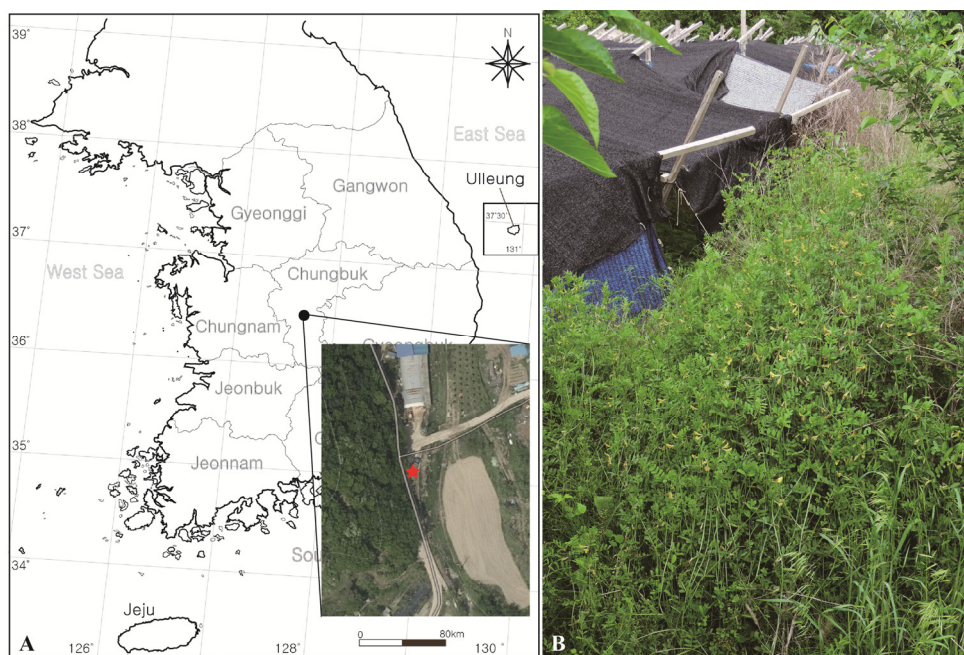 39°
N
38°
East Sea
Gangwon
Ulleung
Gyeonggi
37°30'
131°
37°
West Sea
Chungbuk
Chungnam
36°
Jeonbuk
35°
Jeonnam
34°
Jeju
0
80km
A
126°
128°
130°
B